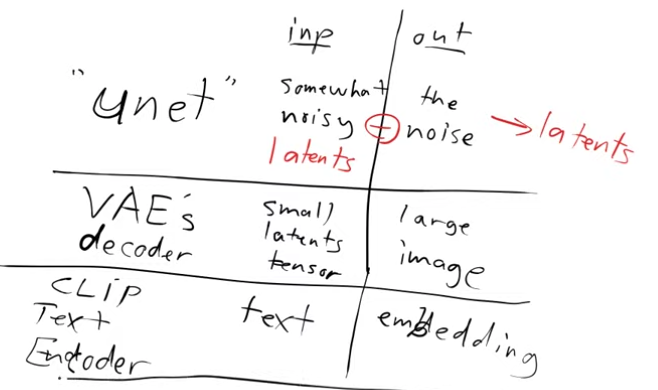 inp out
"unet"
somewhat
noisy
latents
the
noise
→ latents
VAE's
decoder
small
latents
tensor
large
image
CLIP
Text
Encoder
text
embedding